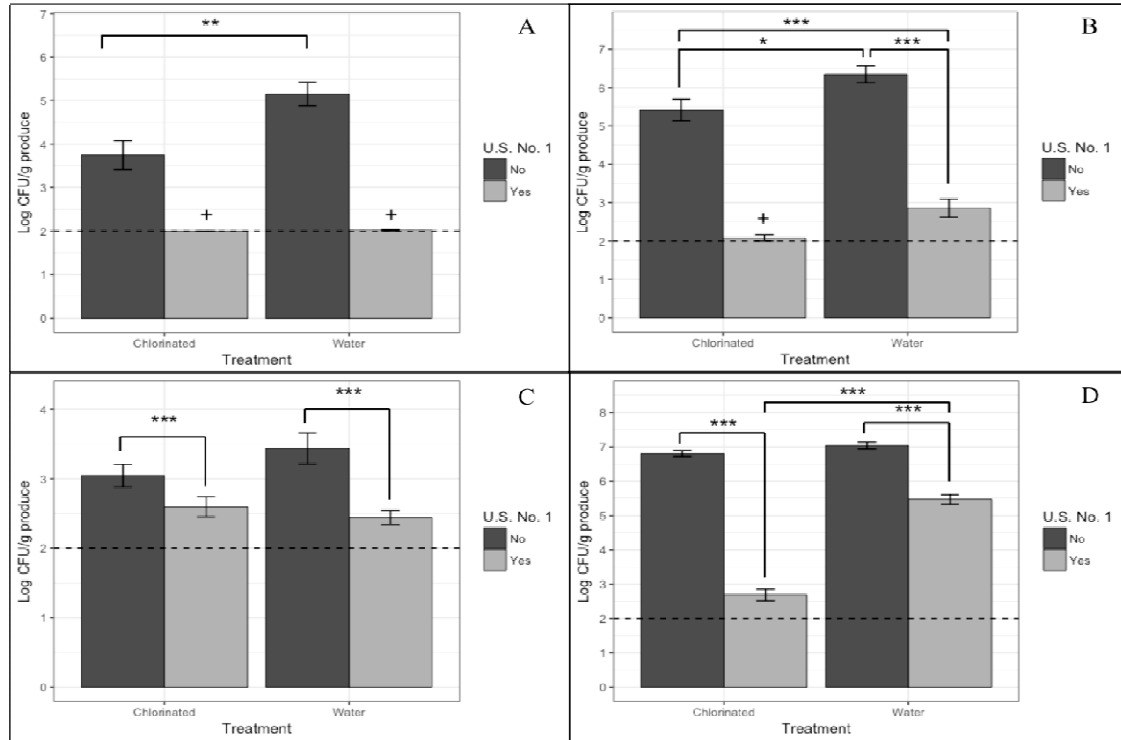 A
**
7
6
5
4
3
2
1
0
Log CFU/g produce
+
+
Chlorinated
Water
Treatment
U.S. No. 1
No
Yes
B
***
*
***
7
6
5
4
3
2
1
0
Log CFU/g produce
+
Chlorinated
Water
Treatment
U.S. No. 1
No
Yes
C
***
***
4
3
2
1
0
Log CFU/g produce
Chlorinated
Water
Treatment
U.S. No. 1
No
Yes
D
***
***
***
8
7
6
5
4
3
2
1
0
Log CFU/g produce
Chlorinated
Water
Treatment
U.S. No. 1
No
Yes